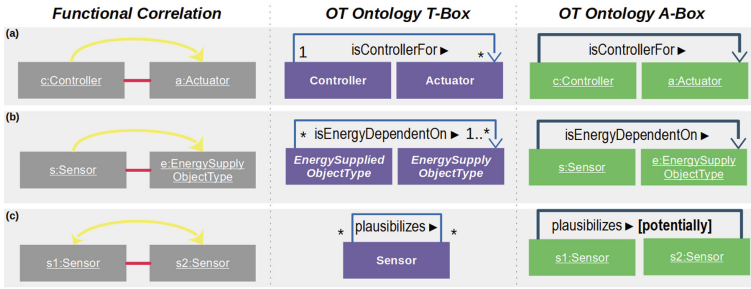 Functional Correlation
OT Ontology T-Box
OT Ontology A-Box
(a)
c:Controller
a:Actuator
1 isControllerFor► *
Controller
Actuator
isControllerFor►
c:Controller
a:Actuator
(b)
s:Sensor
e:EnergySupply
ObjectType
* isEnergyDependentOn► 1..*
EnergySupplied
ObjectType
EnergySupply
ObjectType
isEnergyDependentOn►
s:Sensor
e:EnergySupply
ObjectType
(c)
s1:Sensor
s2:Sensor
* plausibilizes► *
Sensor
plausibilizes► [potentially]
s1:Sensor
s2:Sensor